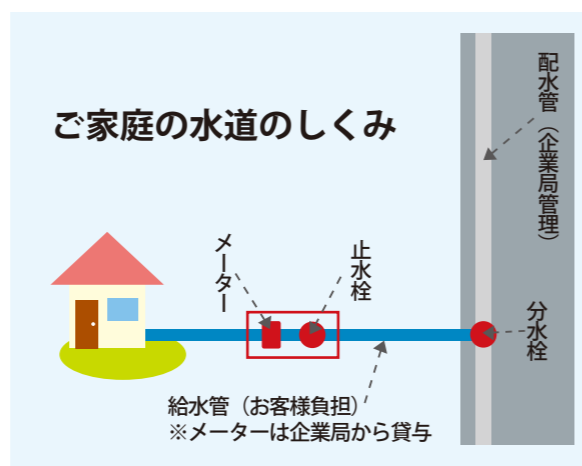 ご家庭の水道のしくみ
配水管（企業局管理）
メーター
止水栓
分水栓
給水管（お客様負担）
※メーターは企業局から貸与